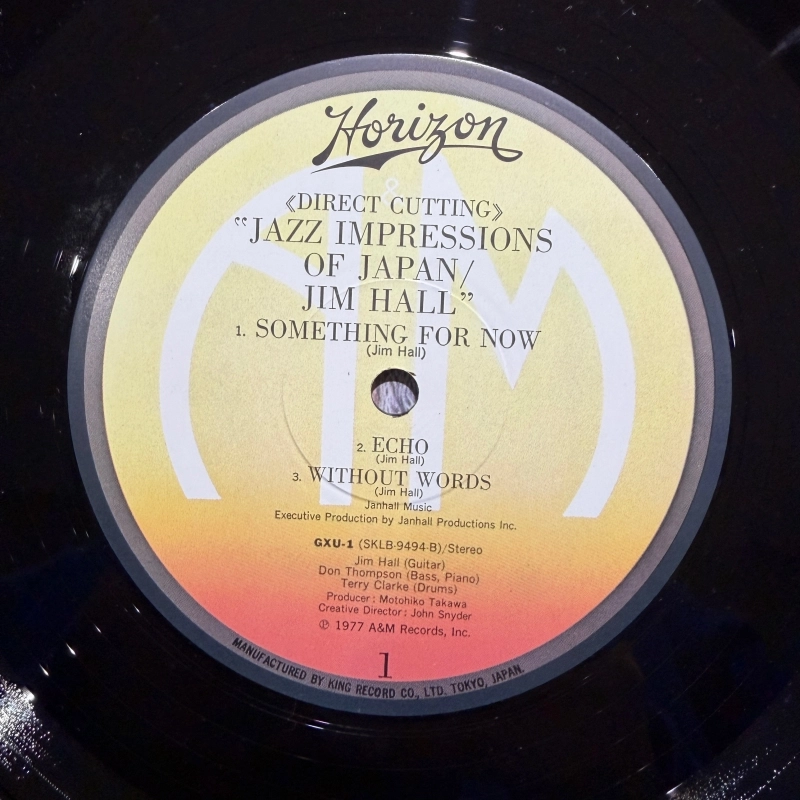 Horizon
《DIRECT CUTTING》
“JAZZ IMPRESSIONS
OF JAPAN/
JIM HALL”
1. SOMETHING FOR NOW
(Jim Hall)
2. ECHO
(Jim Hall)
3. WITHOUT WORDS
(Jim Hall)
Janhall Music
Executive Production by Janhall Productions Inc.
GXU-1 (SKLB-9494-B)/Stereo
Jim Hall (Guitar)
Don Thompson (Bass, Piano)
Terry Clarke (Drums)
Producer: Motohiko Takawa
Creative Director: John Snyder
℗ 1977 A&M Records, Inc.
1
MANUFACTURED BY KING RECORD CO., LTD. TOKYO, JAPAN.
A&M